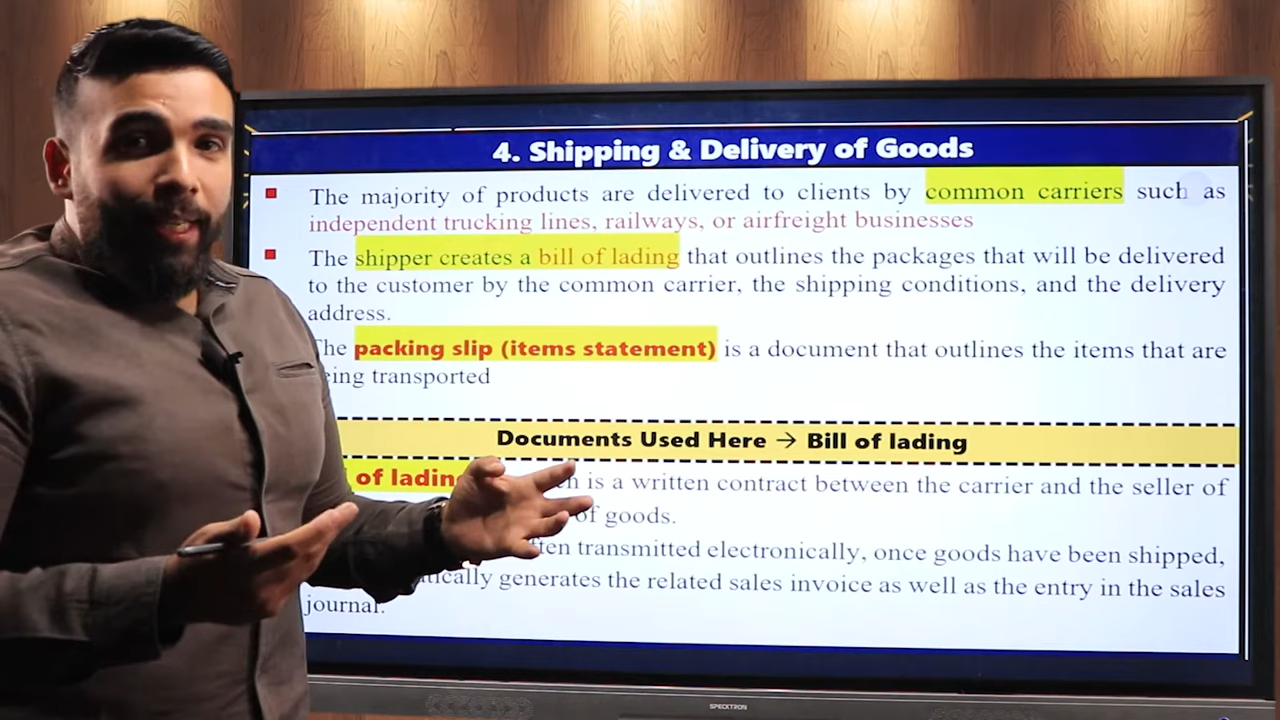 4. Shipping & Delivery of Goods
The majority of products are delivered to clients by common carriers such as
independent trucking lines, railways, or airfreight businesses
The shipper creates a bill of lading that outlines the packages that will be delivered
to the customer by the common carrier, the shipping conditions, and the delivery
address.
The packing slip (items statement) is a document that outlines the items that are
being transported
Documents Used Here → Bill of lading
of lading is a written contract between the carrier and the seller of
of goods.
transmitted electronically, once goods have been shipped,
generates the related sales invoice as well as the entry in the sales
journal.
SPECKTRON